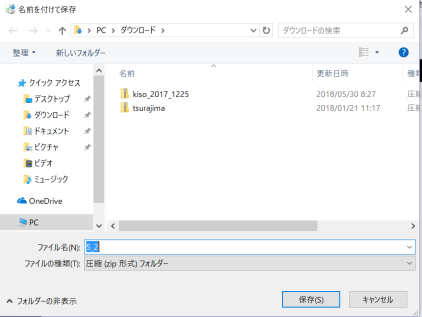 名前を付けて保存
PC > ダウンロード >
ダウンロードの検索
整理
新しいフォルダー
名前
更新日時
種類
クイック アクセス
デスクトップ
ダウンロード
ドキュメント
ピクチャ
ビデオ
ミュージック
OneDrive
PC
kiso_2017_1225
2018/05/30 8:27
圧縮
tsurajima
2018/01/21 11:17
圧縮
ファイル名(N):
5_2
ファイルの種類(T):
圧縮 (zip 形式) フォルダー
フォルダーの非表示
保存(S)
キャンセル